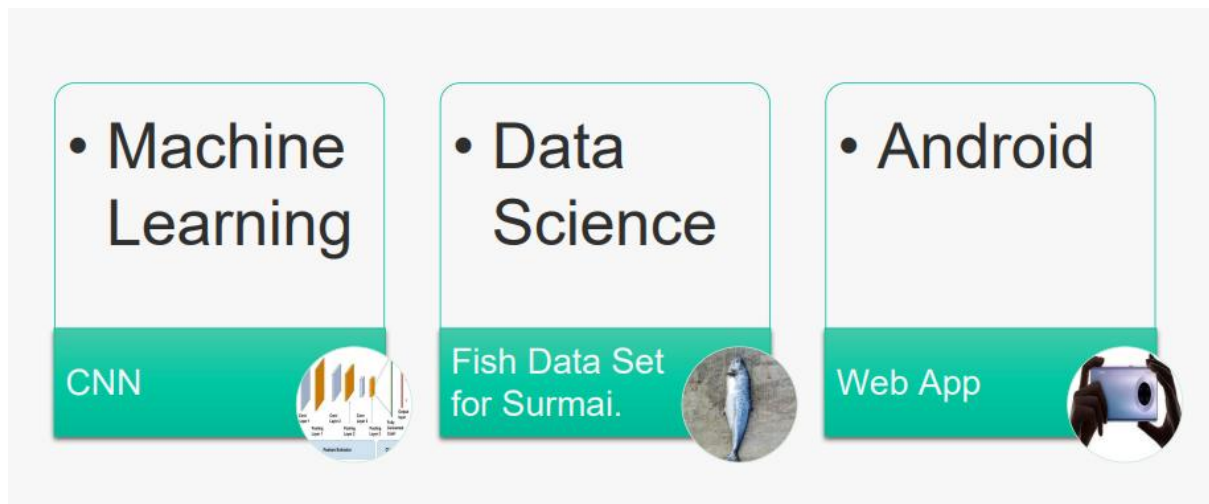 • Machine
Learning
CNN
• Data
Science
Fish Data Set
for Surmai.
• Android
Web App